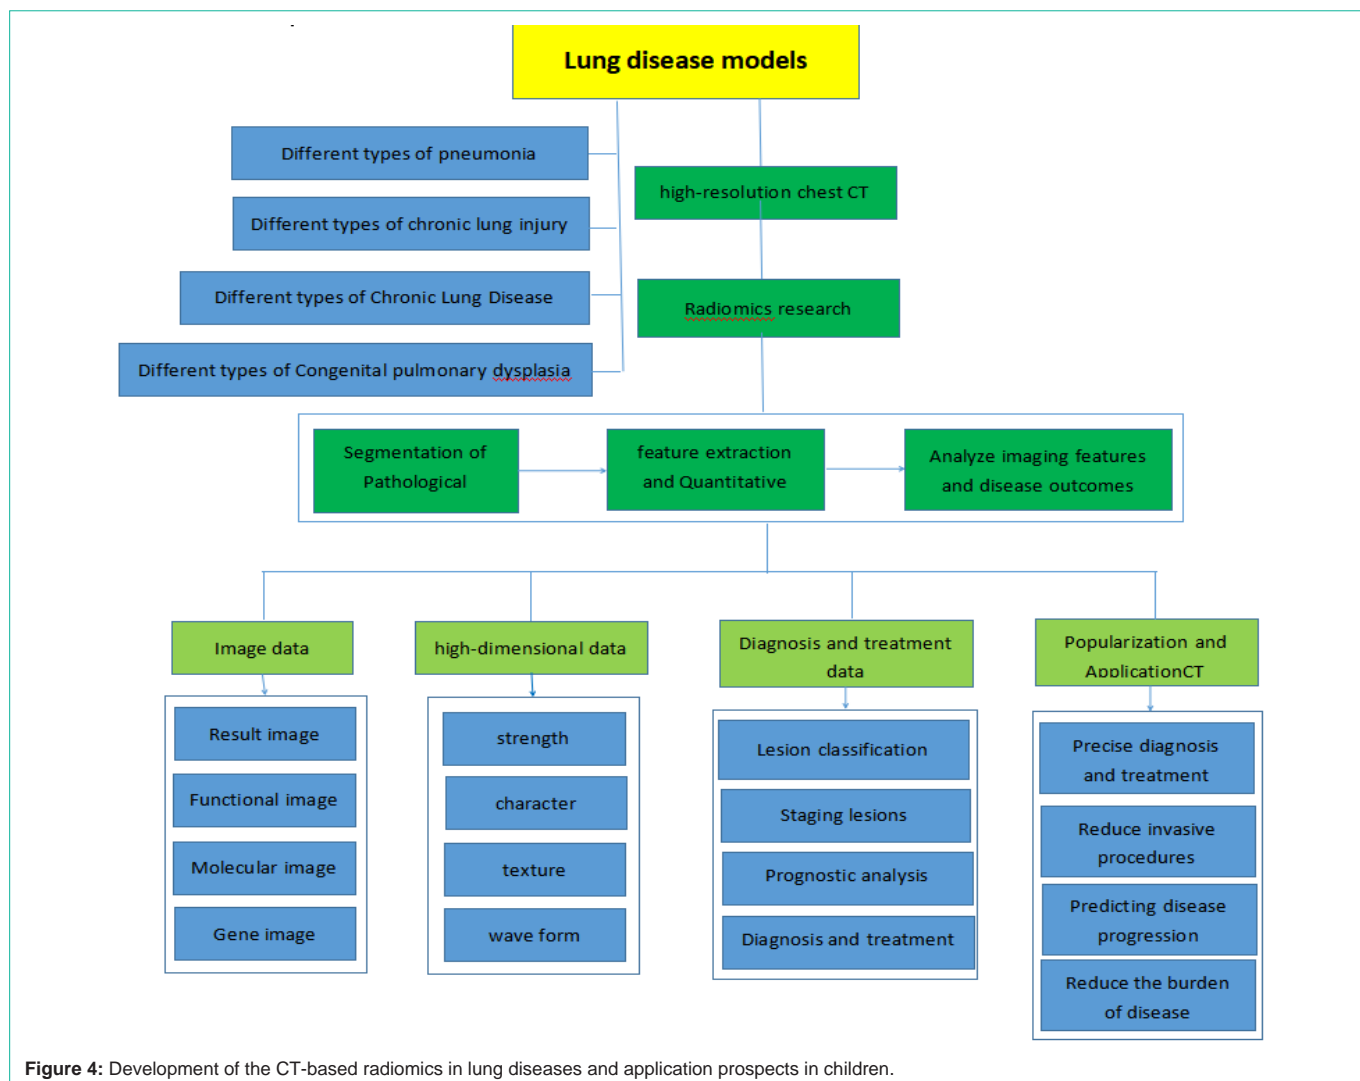 Lung disease models
Different types of pneumonia
Different types of chronic lung injury
Different types of Chronic Lung Disease
Different types of Congenital pulmonary dysplasia
high-resolution chest CT
Radiomics research
Segmentation of
Pathological
feature extraction
and Quantitative
Analyze imaging features
and disease outcomes
Image data
Result image
Functional image
Molecular image
Gene image
high-dimensional data
strength
character
texture
wave form
Diagnosis and treatment
data
Lesion classification
Staging lesions
Prognostic analysis
Diagnosis and treatment
Popularization and
ApplicationCT
Precise diagnosis
and treatment
Reduce invasive
procedures
Predicting disease
progression
Reduce the burden
of disease
Figure 4: Development of the CT-based radiomics in lung diseases and application prospects in children.